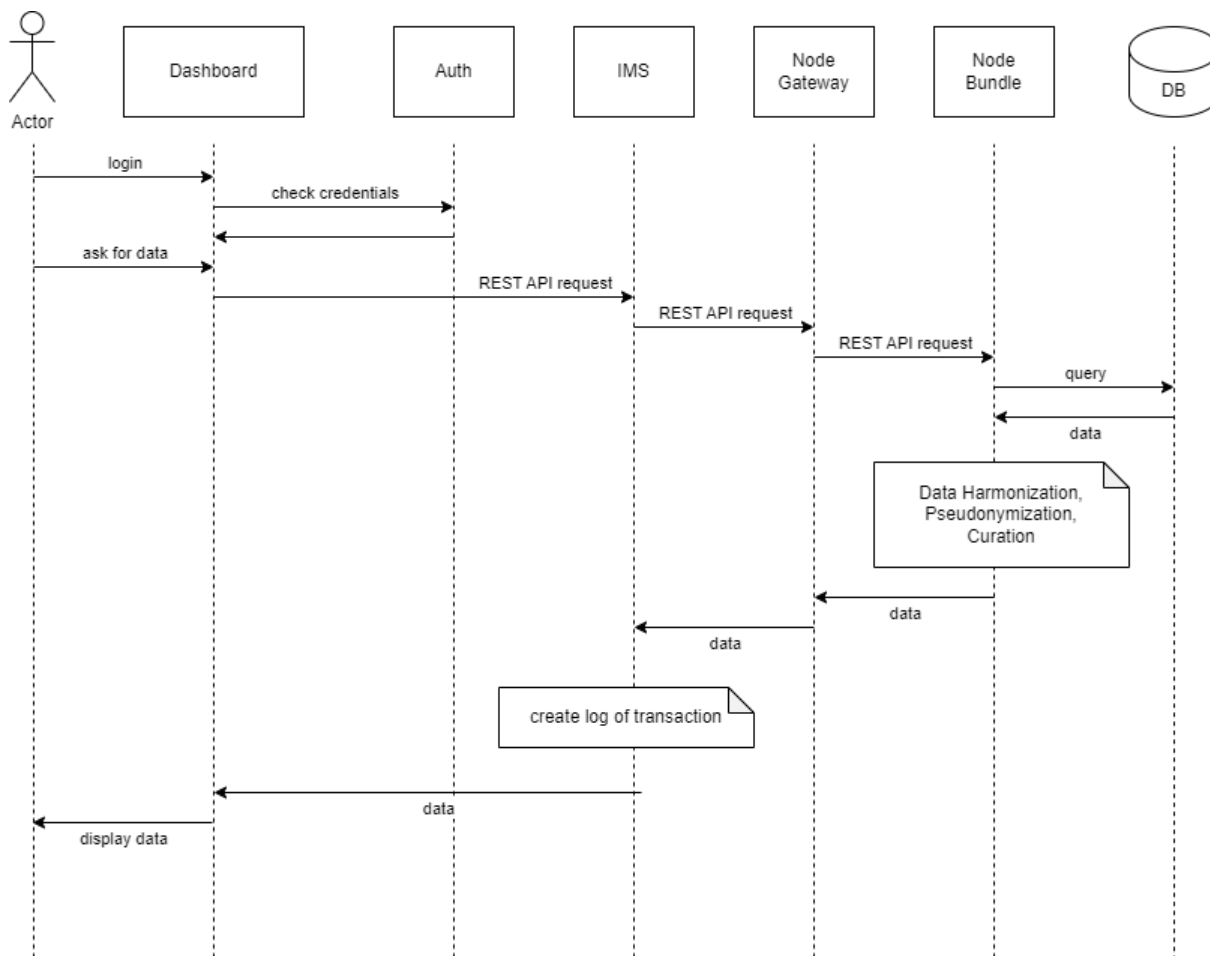 Dashboard
Auth
IMS
Node
Gateway
Node
Bundle
DB
Actor
login
check credentials
ask for data
REST API request
REST API request
REST API request
query
data
Data Harmonization,
Pseudonymization,
Curation
data
data
create log of transaction
data
display data